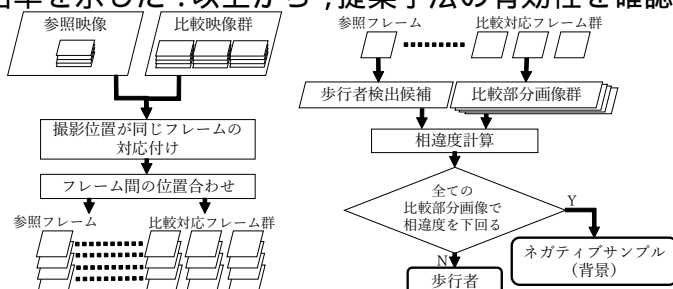 出率を示した．以上から，提案手法の有効性を確認
参照映像
比較映像群
撮影位置が同じフレームの
対応付け
フレーム間の位置合わせ
参照フレーム
比較対応フレーム群
参照フレーム
比較対応フレーム群
歩行者検出候補
比較部分画像群
相違度計算
全ての
比較部分画像で
相違度を下回る
Y
N
ネガティブサンプル
（背景）
歩行者